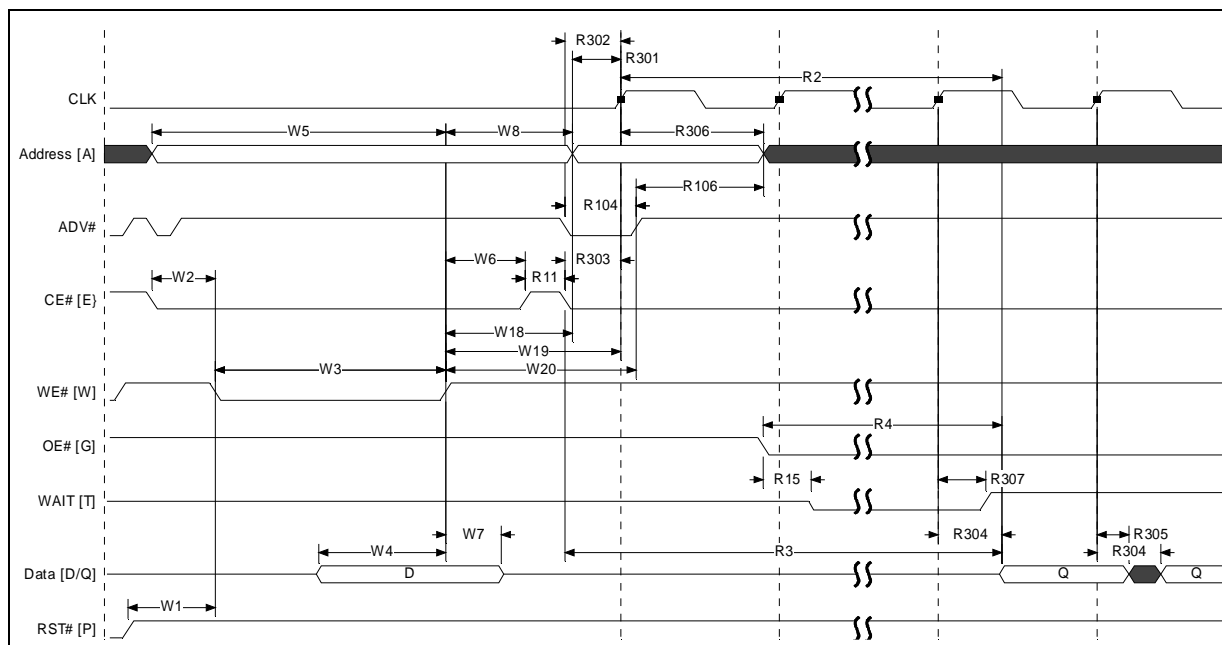 R302
R301
R2
CLK
W5
W8
R306
Address [A]
R106
R104
ADV#
W6
R303
W2
R11
CE# [E}
W18
W19
W3
W20
WE# [W]
R4
OE# [G]
R15
R307
WAIT [T]
W7
R304
R305
W4
R3
R304
Data [D/Q]
D
Q
Q
W1
RST# [P]